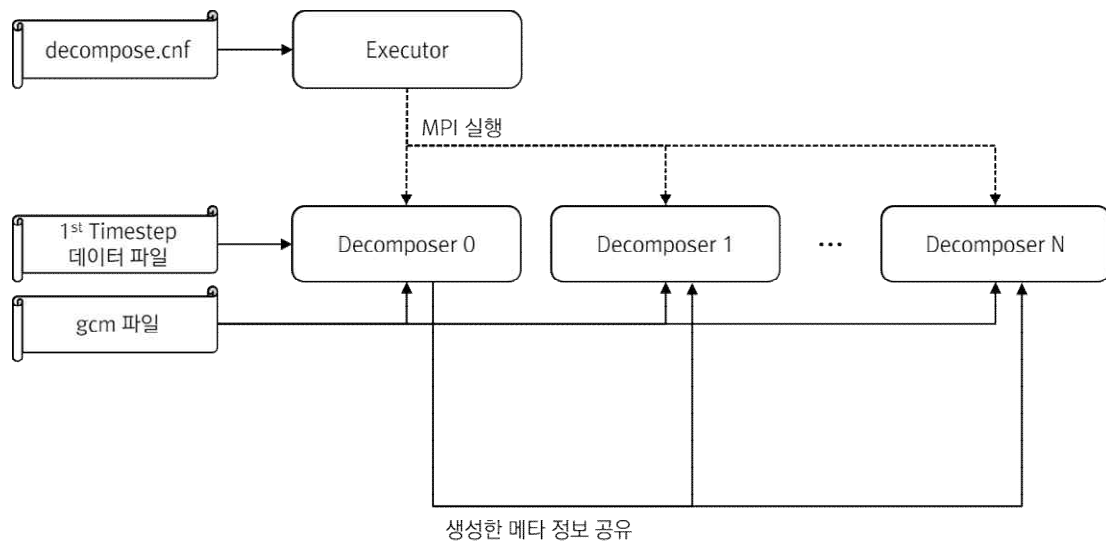 decompose.cnf
Executor
MPI 실행
1st Timestep
데이터 파일
Decomposer 0
Decomposer 1
...
Decomposer N
gcm 파일
생성한 메타 정보 공유